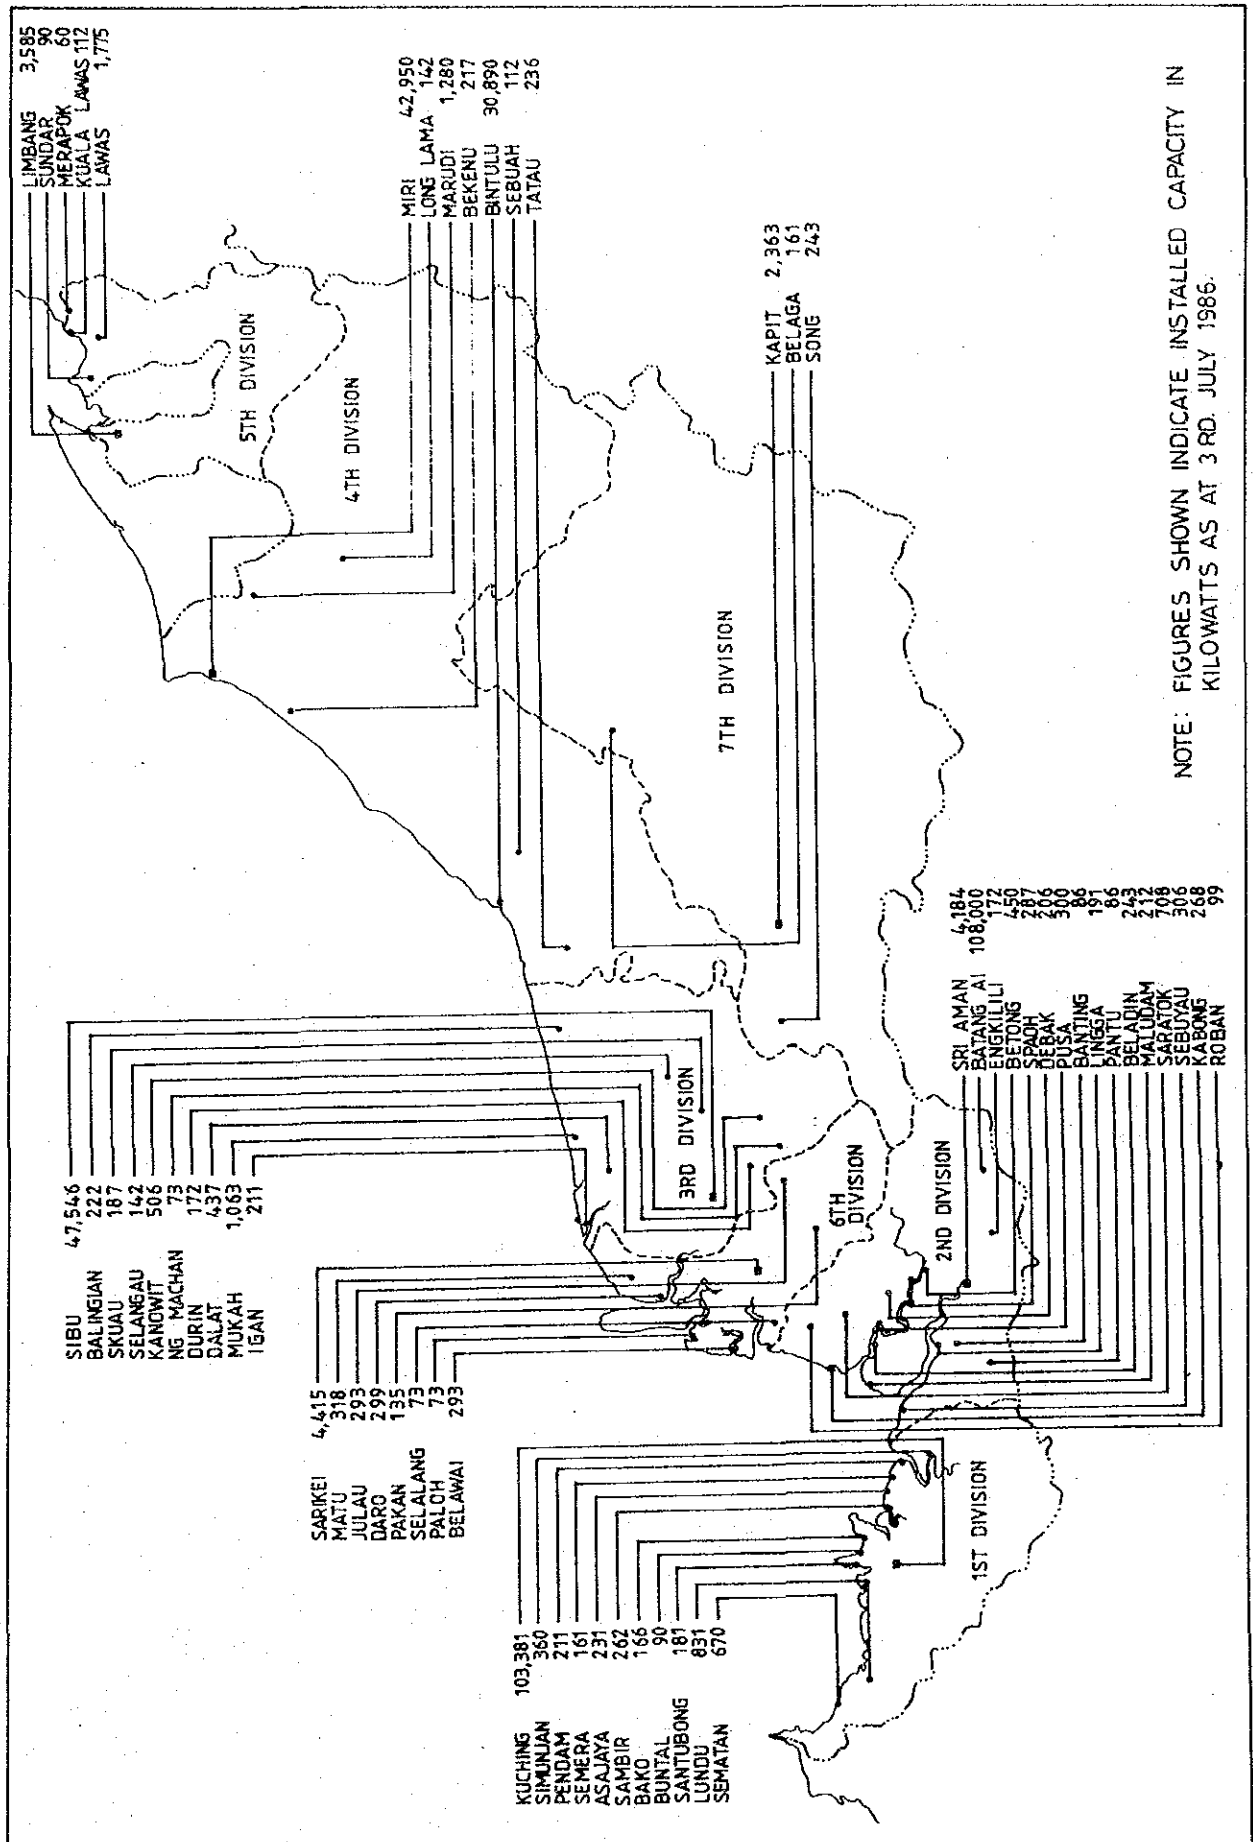 LIMBANG 3,585
SUNDAR 90
MERAPOK 60
KUALA LAWAS 112
LAWAS 1,775
SIBU 47,546
BALINGIAN 222
SKUAU 187
SELANGAU 142
KANOWIT 506
NG MACHAN 73
DURIN 172
DALAT 437
MUKAH 1,063
IGAN 211
5TH DIVISION
4TH DIVISION
MIRI 42,950
LONG LAMA 142
MARUDI 1,280
BEKENU 217
BINTULU 30,890
SEBUAH 112
TATAU 236
SARIKEI 4,415
MATU 318
JULAU 293
DARO 299
PAKAN 135
SELALANG 73
PALOH 73
BELAWAI 293
KUCHING 103,381
SIMUNJAN 360
PENDAM 211
SEMERA 161
ASAJAYA 231
SAMBIR 262
BAKO 166
BUNTAL 90
SANTUBONG 181
LUNDU 831
SEMATAN 670
3RD DIVISION
7TH DIVISION
KAPIT 2,363
BELAGA 161
SONG 243
6TH
DIVISION
2ND DIVISION
1ST DIVISION
SRI AMAN 4,184
BATANG AI 108,000
ENGKILILI 172
BETONG 450
SPAOH 287
DEBAK 206
PUSA 300
BANTING 86
LINGGA 191
PANTU 86
BELADIN 243
MALUDAM 212
SARATOK 708
SEBUYAU 306
KABONG 268
ROBAN 99
NOTE: FIGURES SHOWN INDICATE INSTALLED CAPACITY IN
KILOWATTS AS AT 3RD. JULY 1986.